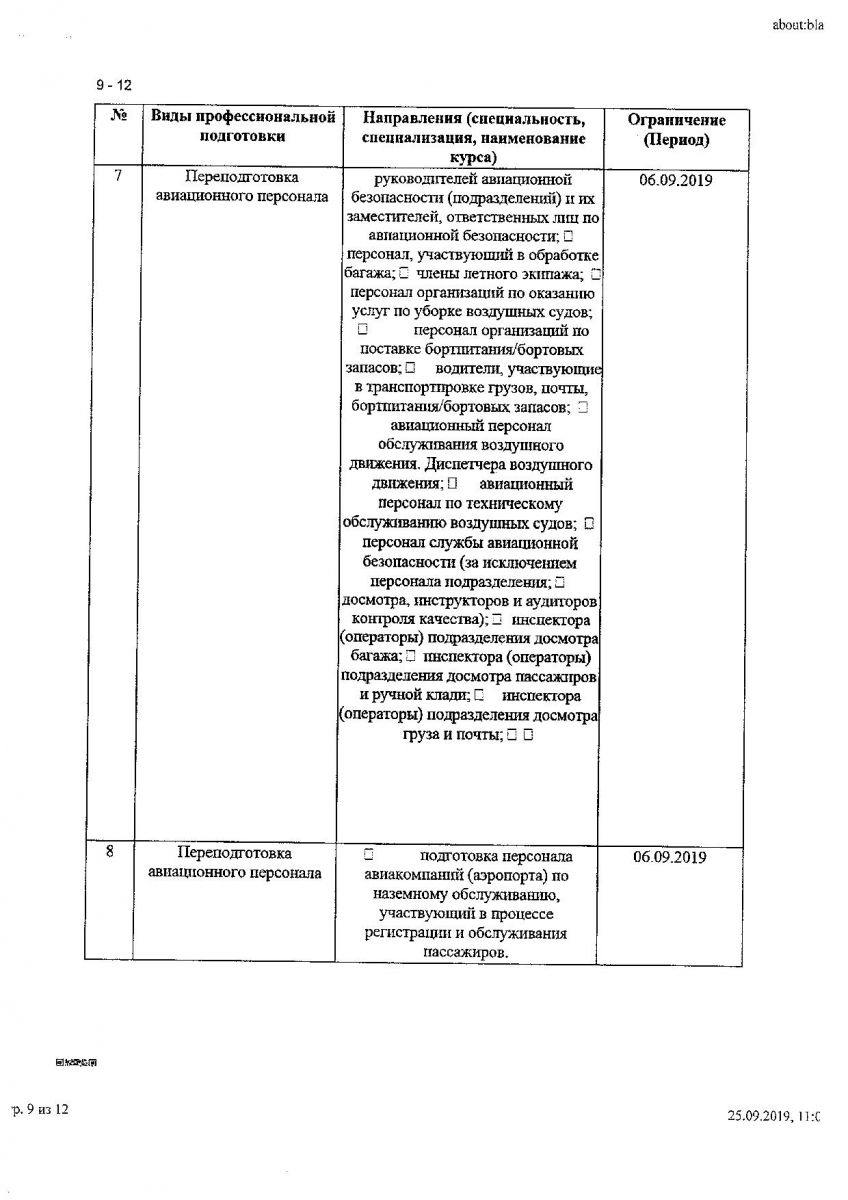 about:bla
9 - 12
№
Виды профессиональной
подготовки
Направления (специальность,
специализация, наименование
курса)
Ограничение
(Период)
7
Переподготовка
авиационного персонала
руководителей авиационной
безопасности (подразделений) и их
заместителей, ответственных лиц по
авиационной безопасности; □
персонал, участвующий в обработке
багажа; □ члены летного экипажа; □
персонал организаций по оказанию
услуг по уборке воздушных судов;
□ персонал организаций по
поставке бортпитания/бортовых
запасов; □ водители, участвующие
в транспортировке грузов, почты,
бортпитания/бортовых запасов; □
авиационный персонал
обслуживания воздушного
движения. Диспетчера воздушного
движения; □ авиационный
персонал по техническому
обслуживанию воздушных судов; □
персонал службы авиационной
безопасности (за исключением
персонала подразделения; □
досмотра, инструкторов и аудиторов
контроля качества); □ инспектора
(операторы) подразделения досмотра
багажа; □ инспектора (операторы)
подразделения досмотра пассажиров
и ручной клади; □ инспектора
(операторы) подразделения досмотра
груза и почты; □ □
06.09.2019
8
Переподготовка
авиационного персонала
□ подготовка персонала
авиакомпаний (аэропорта) по
наземному обслуживанию,
участвующий в процессе
регистрации и обслуживания
пассажиров.
06.09.2019
р. 9 из 12
25.09.2019, 11:0